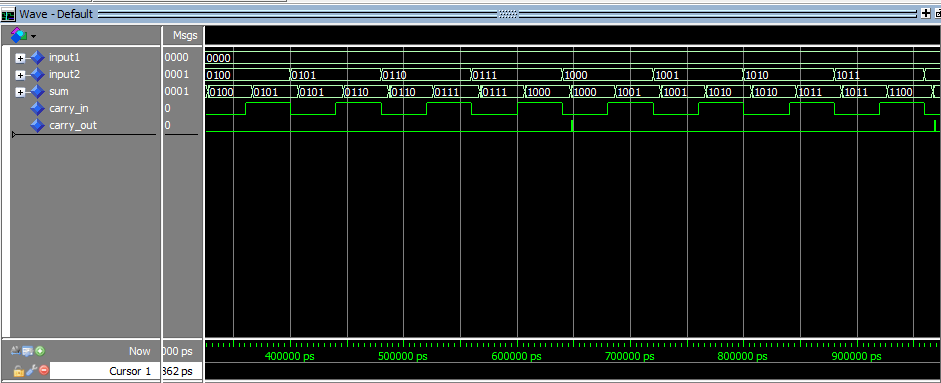 Wave - Default
Msgs
input1 0000 0000
input2 0001 0100 0101 0110 0111 1000 1001 1010 1011
sum 0001 0100 0101 0101 0110 0110 0111 0111 1000 1000 1001 1001 1010 1010 1011 1011 1100
carry_in 0
carry_out 0
Now 000 ps 400000 ps 500000 ps 600000 ps 700000 ps 800000 ps 900000 ps
Cursor 1 362 ps